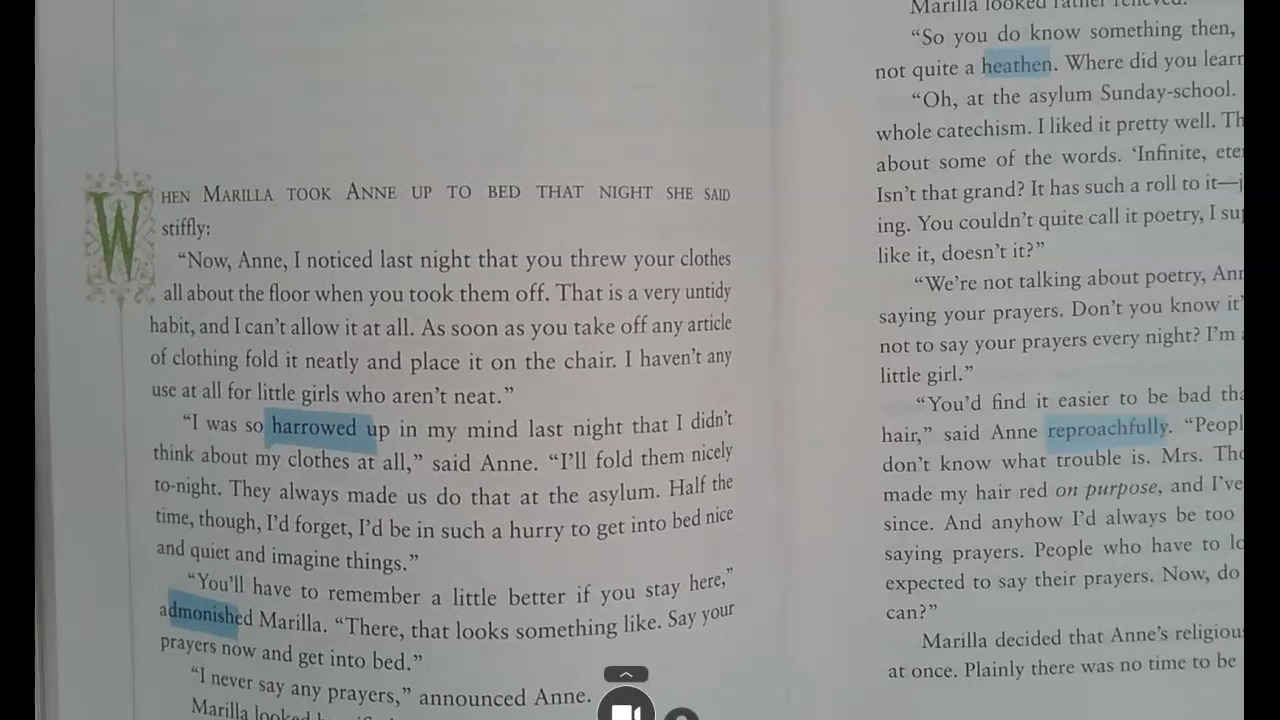 WHEN MARILLA TOOK ANNE UP TO BED THAT NIGHT SHE SAID
stiffly:
“Now, Anne, I noticed last night that you threw your clothes
all about the floor when you took them off. That is a very untidy
habit, and I can’t allow it at all. As soon as you take off any article
of clothing fold it neatly and place it on the chair. I haven’t any
use at all for little girls who aren’t neat.”
“I was so harrowed up in my mind last night that I didn’t
think about my clothes at all,” said Anne. “I’ll fold them nicely
to-night. They always made us do that at the asylum. Half the
time, though, I’d forget, I’d be in such a hurry to get into bed nice
and quiet and imagine things.”
“You’ll have to remember a little better if you stay here,”
admonished Marilla. “There, that looks something like. Say your
prayers now and get into bed.”
“I never say any prayers,” announced Anne.
Marilla looked
Marilla looked rather relieved.
“So you do know something then,
not quite a heathen. Where did you learn
“Oh, at the asylum Sunday-school.
whole catechism. I liked it pretty well. Th
about some of the words. ‘Infinite, ete
Isn’t that grand? It has such a roll to it—j
ing. You couldn’t quite call it poetry, I su
like it, doesn’t it?”
“We’re not talking about poetry, Ann
saying your prayers. Don’t you know it’
not to say your prayers every night? I’m
little girl.”
“You’d find it easier to be bad tha
hair,” said Anne reproachfully. “Peopl
don’t know what trouble is. Mrs. Tho
made my hair red on purpose, and I’ve
since. And anyhow I’d always be too
saying prayers. People who have to lo
expected to say their prayers. Now, do
can?”
Marilla decided that Anne’s religiou
at once. Plainly there was no time to be